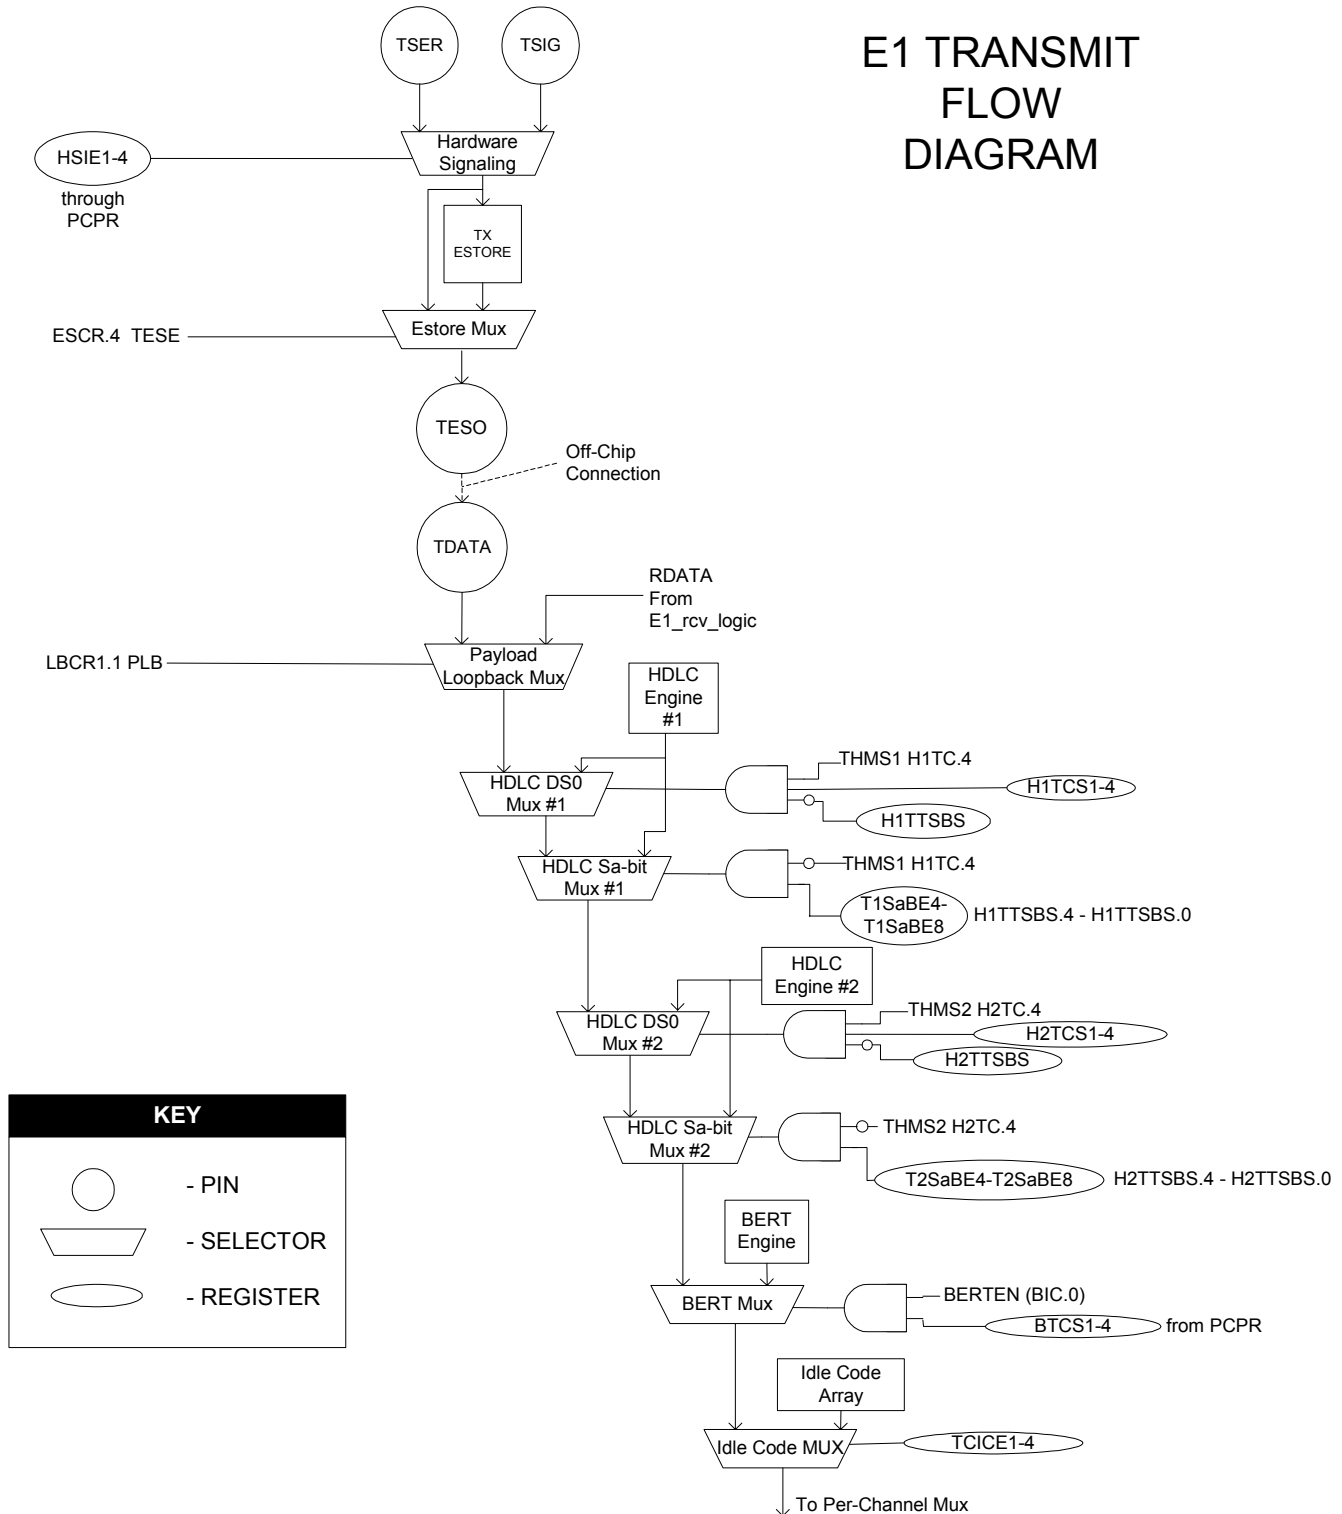 E1 TRANSMIT
FLOW
DIAGRAM
TSER
TSIG
Hardware
Signaling
HSIE1-4
through
PCPR
TX
ESTORE
Estore Mux
ESCR.4 TESE
TESO
Off-Chip
Connection
TDATA
RDATA
From
E1_rcv_logic
LBCR1.1 PLB
Payload
Loopback Mux
HDLC
Engine
#1
THMS1 H1TC.4
HDLC DS0
Mux #1
H1TCS1-4
H1TTSBS
HDLC Sa-bit
Mux #1
THMS1 H1TC.4
T1SaBE4-
T1SaBE8
H1TTSBS.4 - H1TTSBS.0
HDLC
Engine #2
THMS2 H2TC.4
HDLC DS0
Mux #2
H2TCS1-4
H2TTSBS
HDLC Sa-bit
Mux #2
THMS2 H2TC.4
T2SaBE4-T2SaBE8
H2TTSBS.4 - H2TTSBS.0
KEY
- PIN
- SELECTOR
- REGISTER
BERT
Engine
BERT Mux
BERTEN (BIC.0)
BTCS1-4
from PCPR
Idle Code
Array
Idle Code MUX
TCICE1-4
To Per-Channel Mux